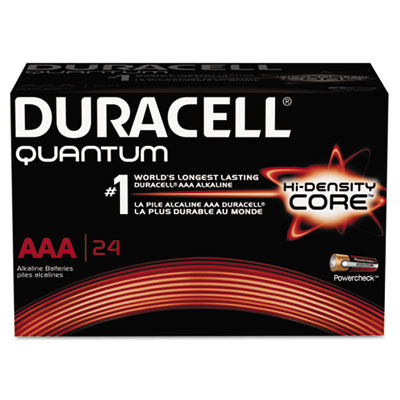 DURACELL®
QUANTUM
#1 WORLD'S LONGEST LASTING
DURACELL® AAA ALKALINE
LA PILE ALCALINE AAA DURACELL®
LA PLUS DURABLE AU MONDE
Hi-DENSITY
CORE™
AAA | 24
Alkaline Batteries
piles alcalines
Powercheck™